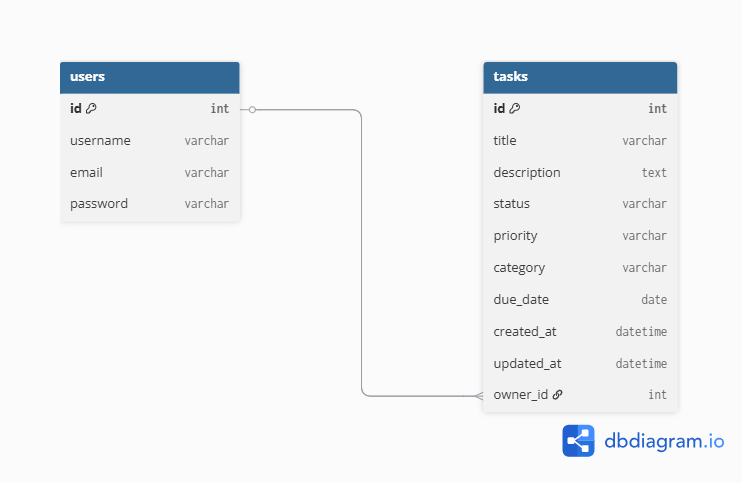 users
id int
username varchar
email varchar
password varchar
tasks
id int
title varchar
description text
status varchar
priority varchar
category varchar
due_date date
created_at datetime
updated_at datetime
owner_id int
dbdiagram.io